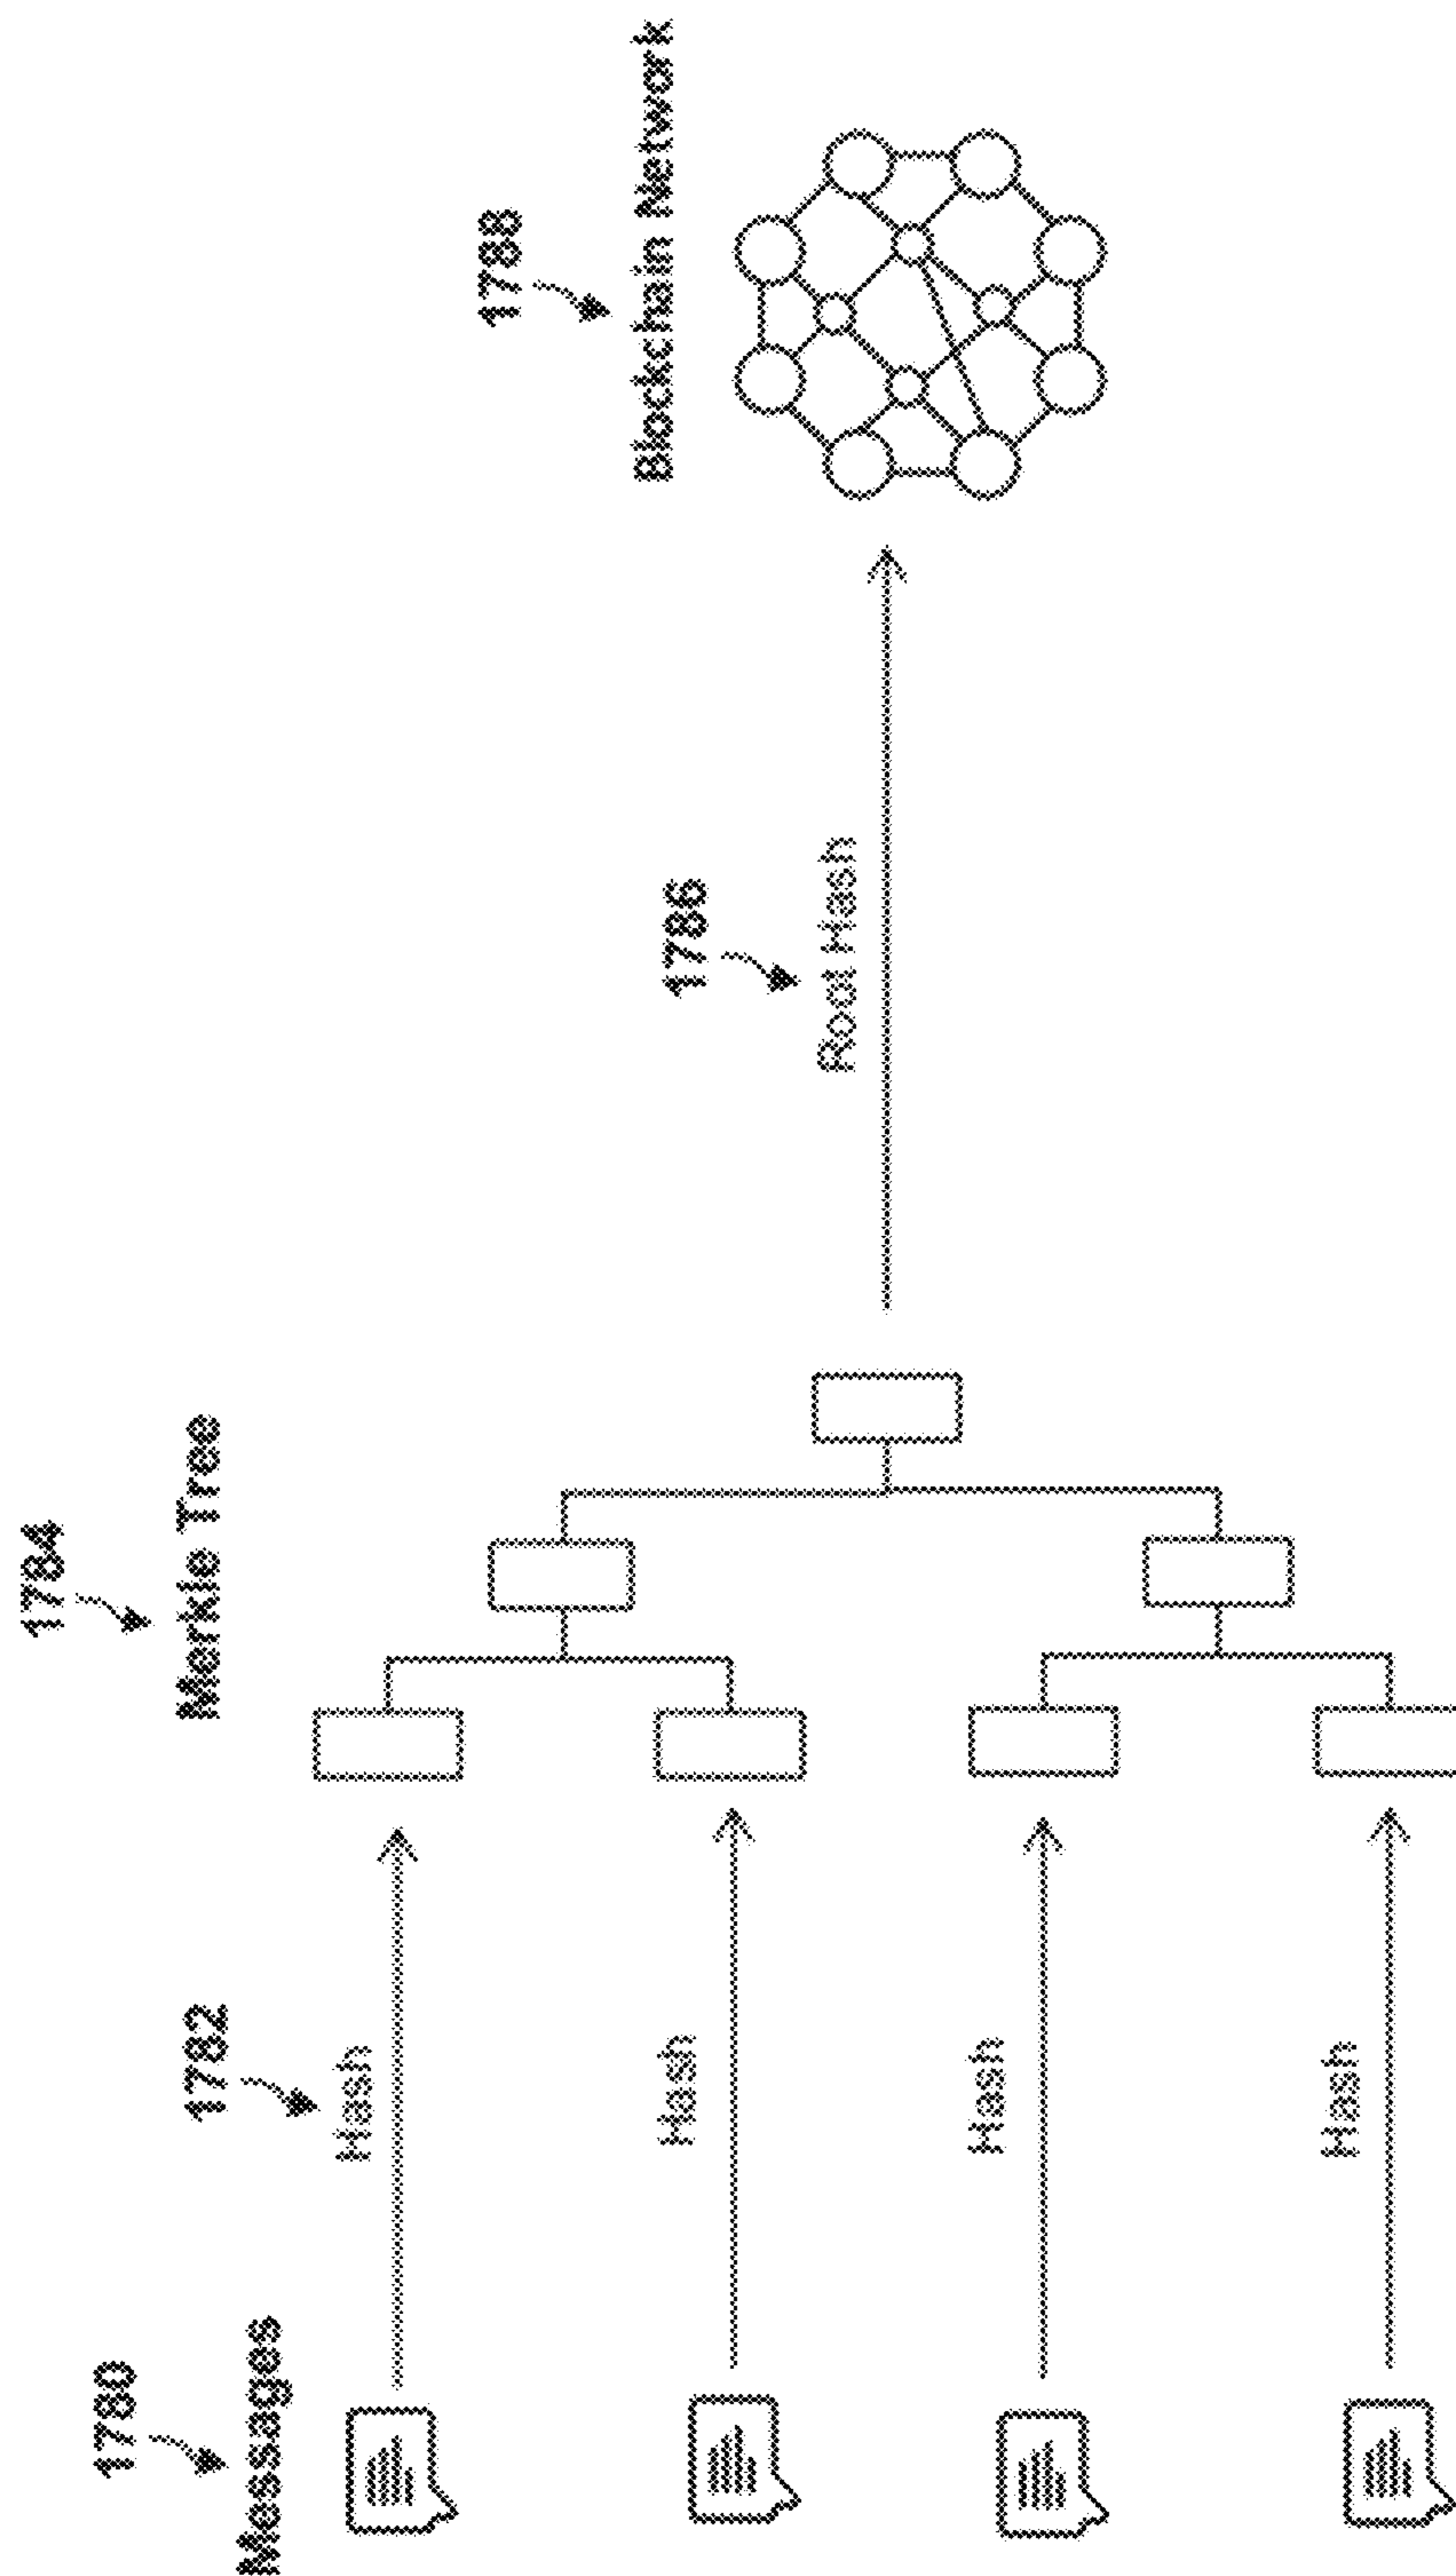 1780
Messages
1782
Hash
Hash
Hash
Hash
1784
Merkle Tree
1786
Root Hash
1788
Blockchain Network